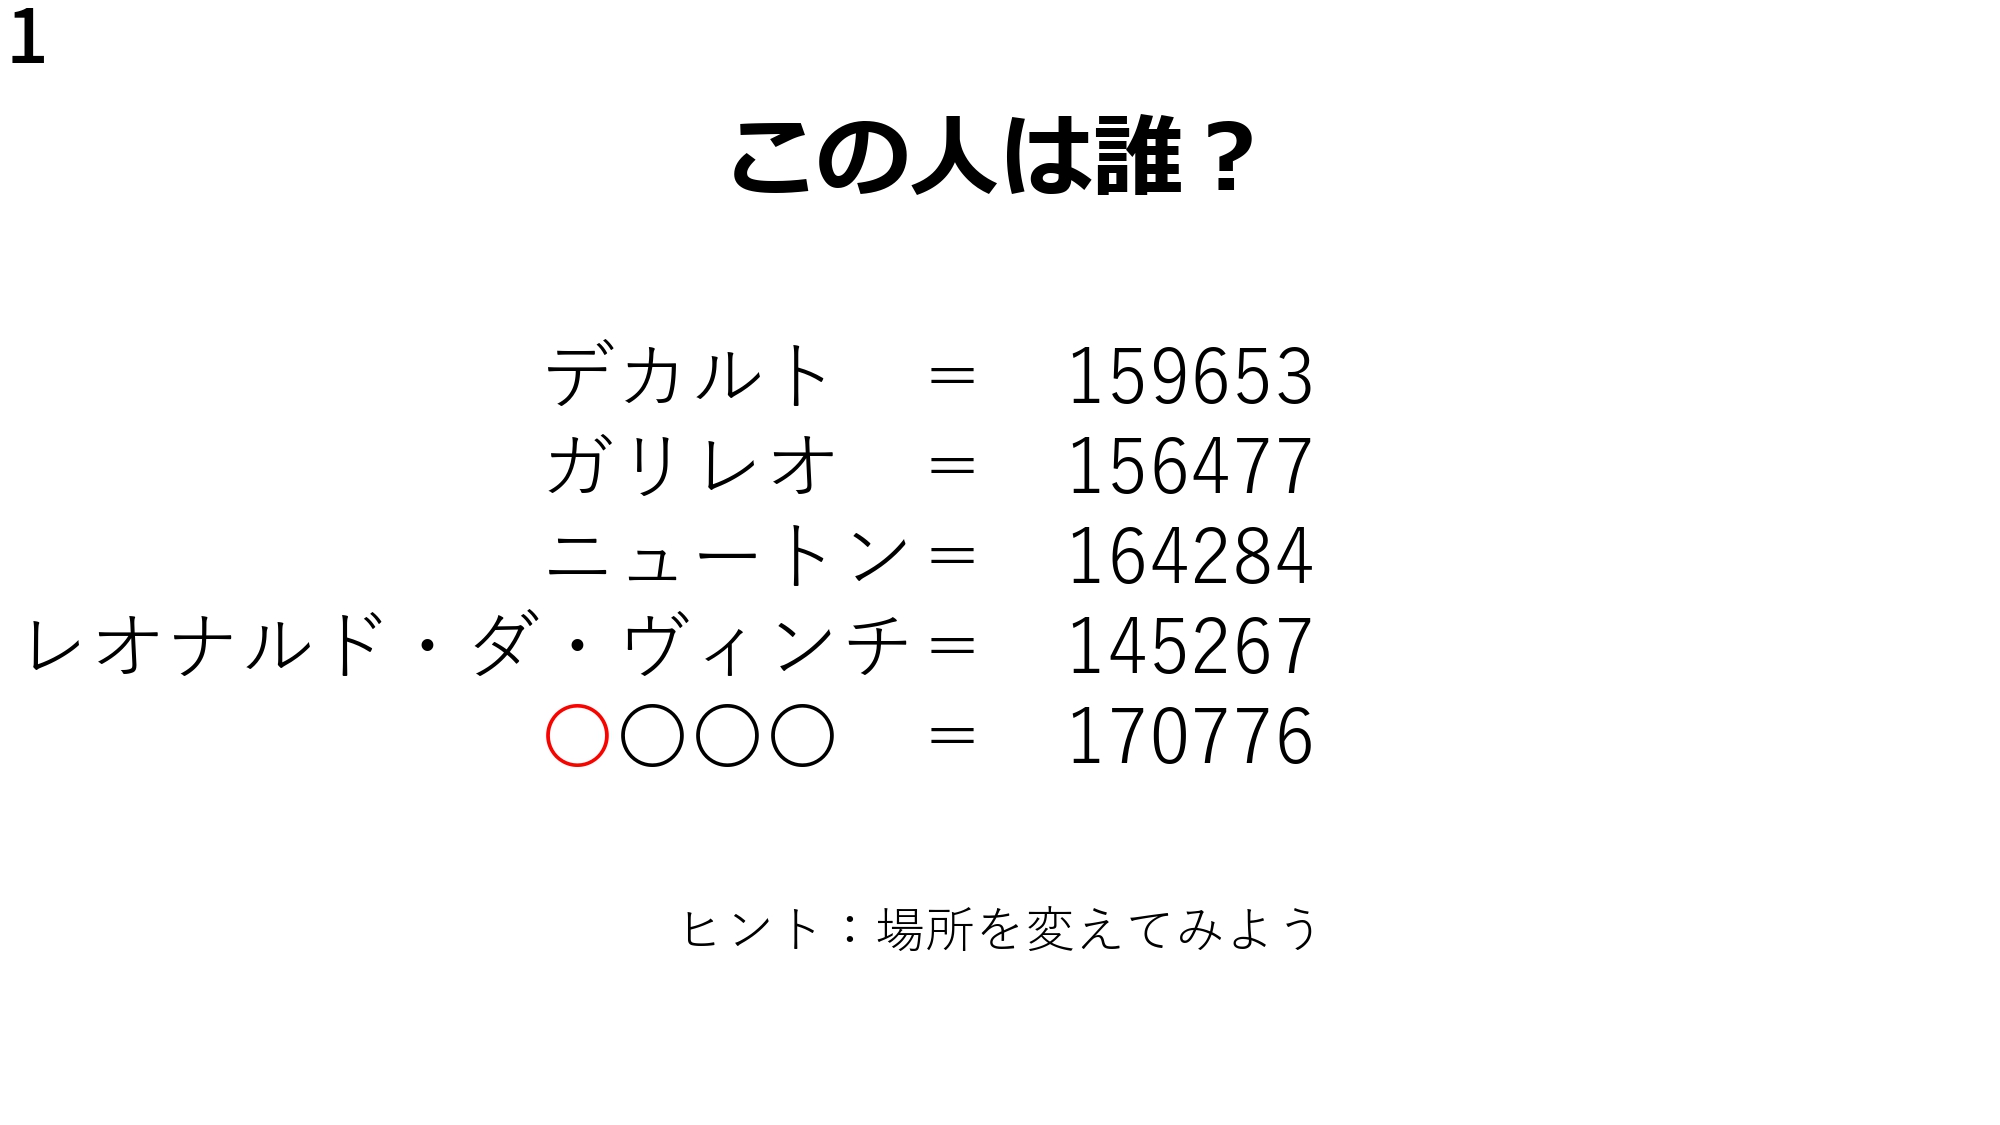 1
この人は誰？
デカルト　＝　159653
ガリレオ　＝　156477
ニュートン＝　164284
レオナルド・ダ・ヴィンチ＝　145267
○○○○　＝　170776
ヒント：場所を変えてみよう